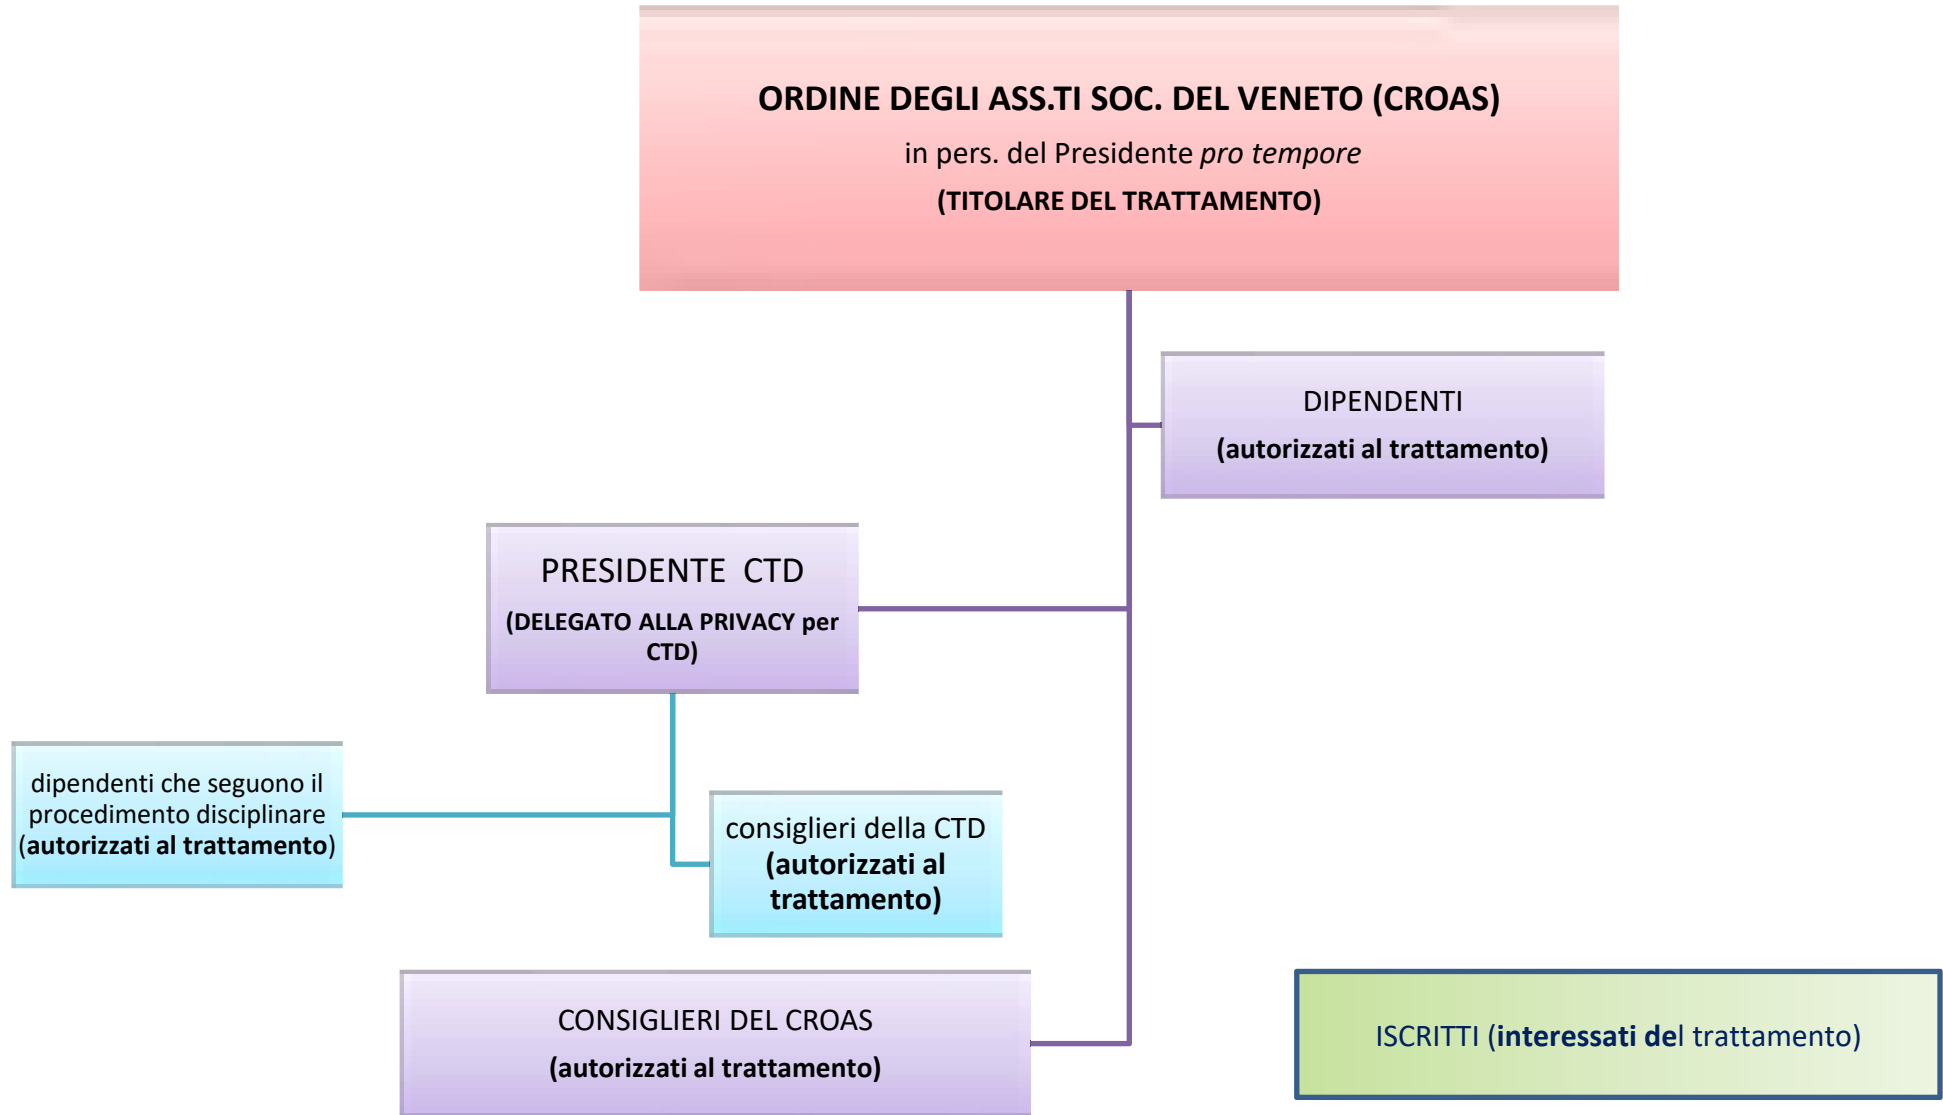 ORDINE DEGLI ASS.TI SOC. DEL VENETO (CROAS)
in pers. del Presidente pro tempore
(TITOLARE DEL TRATTAMENTO)
DIPENDENTI
(autorizzati al trattamento)
PRESIDENTE CTD
(DELEGATO ALLA PRIVACY per
CTD)
dipendenti che seguono il
procedimento disciplinare
(autorizzati al trattamento)
consiglieri della CTD
(autorizzati al
trattamento)
CONSIGLIERI DEL CROAS
(autorizzati al trattamento)
ISCRITTI (interessati del trattamento)